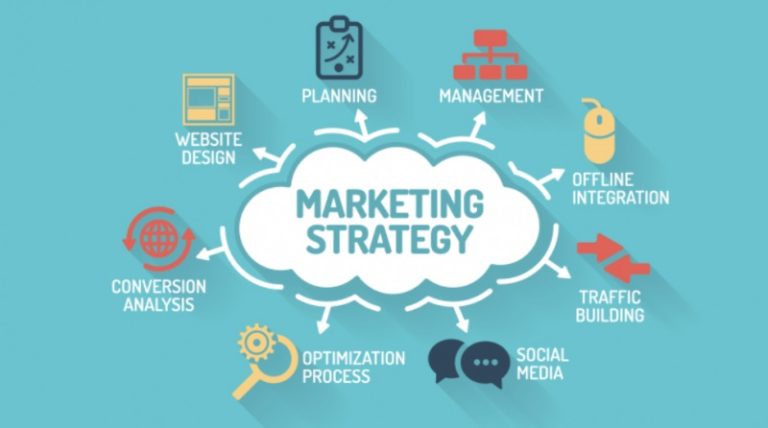 PLANNING
MANAGEMENT
WEBSITE
DESIGN
OFFLINE
INTEGRATION
MARKETING
STRATEGY
CONVERSION
ANALYSIS
TRAFFIC
BUILDING
OPTIMIZATION
PROCESS
SOCIAL
MEDIA